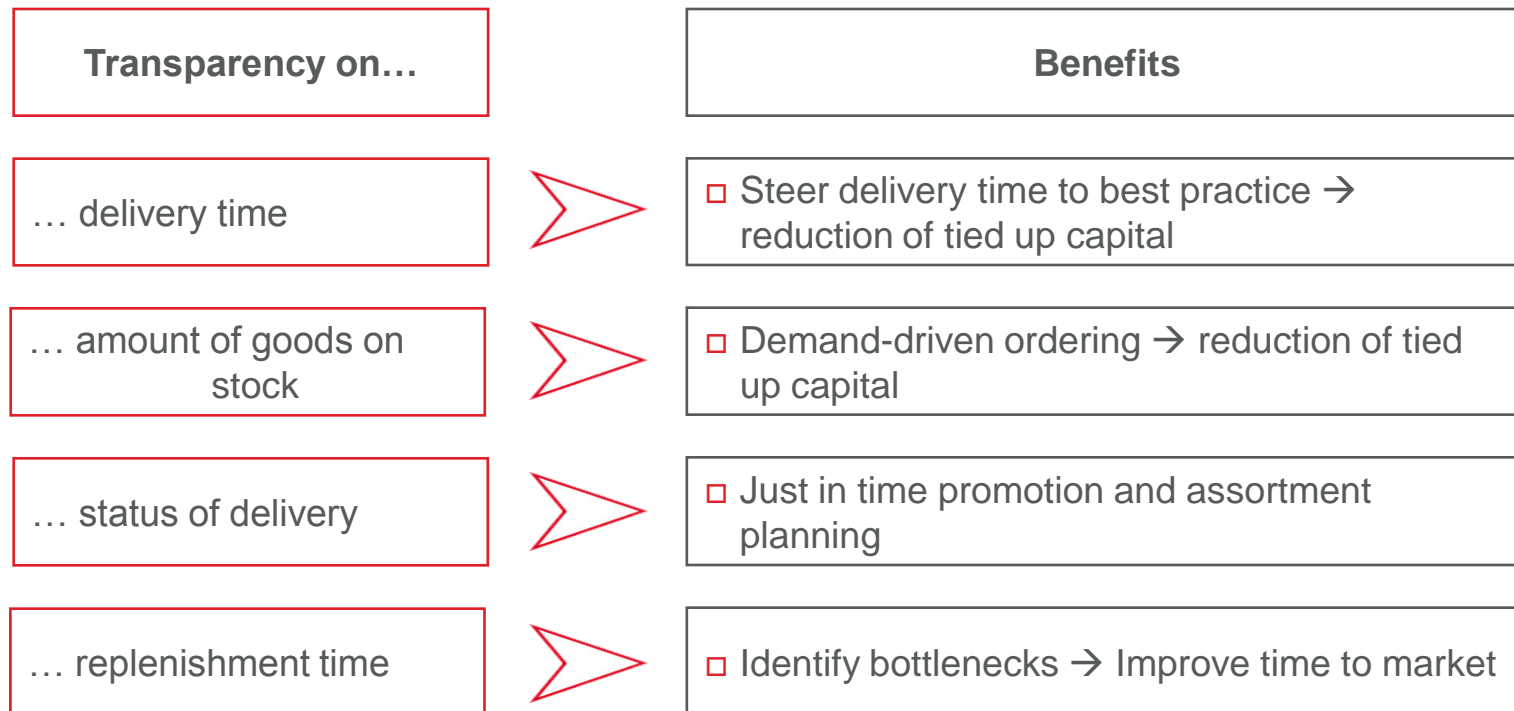 Transparency on…
Benefits
… delivery time
Steer delivery time to best practice →
reduction of tied up capital
… amount of goods on
stock
Demand-driven ordering → reduction of tied
up capital
… status of delivery
Just in time promotion and assortment
planning
… replenishment time
Identify bottlenecks → Improve time to market